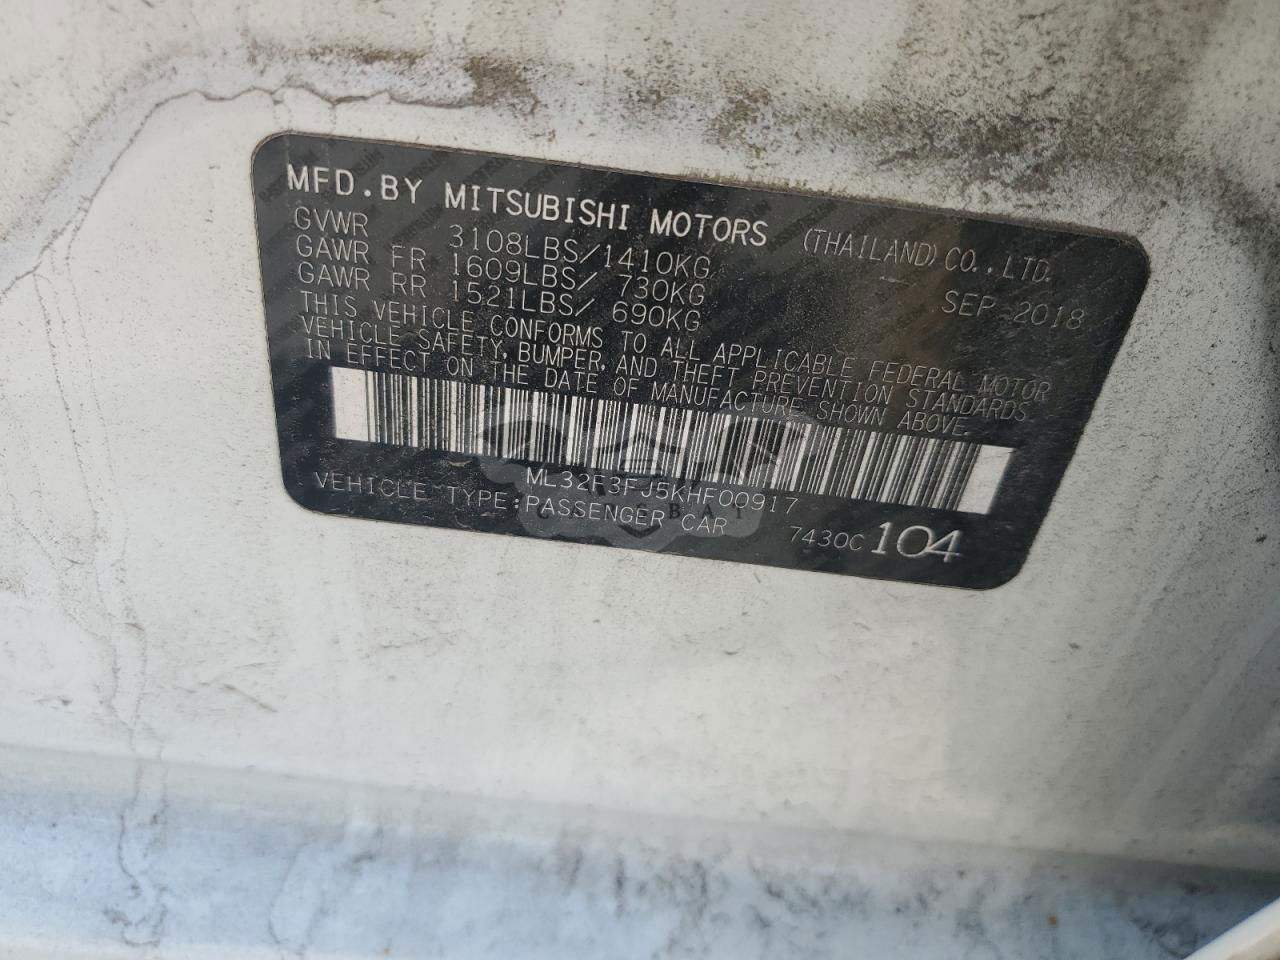 MFD.BY MITSUBISHI MOTORS (THAILAND) CO.,LTD.
GVWR 3108LBS/1410KG SEP 2018
GAWR FR 1609LBS/ 730KG
GAWR RR 1521LBS/ 690KG
THIS VEHICLE CONFORMS TO ALL APPLICABLE FEDERAL MOTOR
VEHICLE SAFETY, BUMPER, AND THEFT PREVENTION STANDARDS
IN EFFECT ON THE DATE OF MANUFACTURE SHOWN ABOVE.
ML32F3FJ5KHF00917
VEHICLE TYPE:PASSENGER CAR 7430C 104